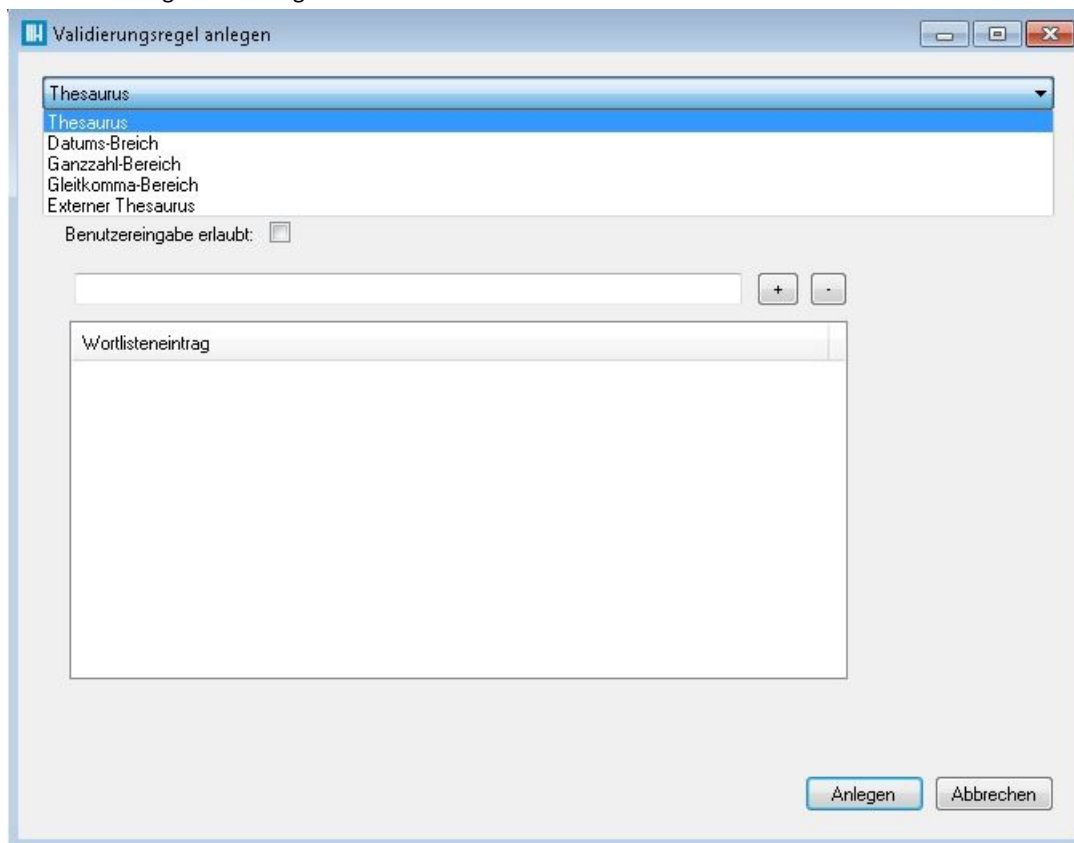 Validierungsregel anlegen
Thesaurus
Thesaurus
Datums-Breich
Ganzzahl-Bereich
Gleitkomma-Bereich
Externer Thesaurus
Benutzereingabe erlaubt:
+ -
Wortlisteneintrag
Anlegen Abbrechen